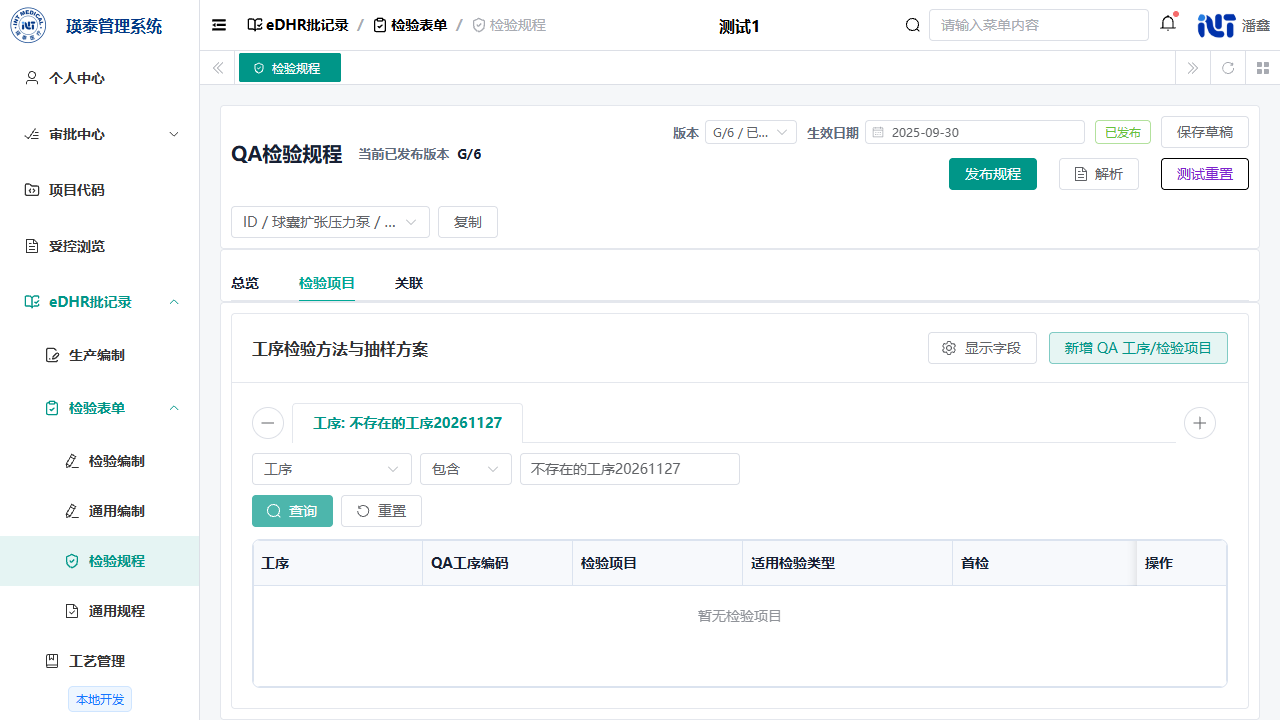 瑛泰管理系统
eDHR批记录 / 检验表单 / 检验规程
测试1
请输入菜单内容
潘鑫
检验规程
个人中心
审批中心
项目代码
受控浏览
eDHR批记录
生产编制
检验表单
检验编制
通用编制
检验规程
通用规程
工艺管理
本地开发
QA检验规程
当前已发布版本 G/6
版本
G/6 / 已...
生效日期
2025-09-30
已发布
保存草稿
发布规程
解析
测试重置
ID / 球囊扩张压力泵 / ...
复制
总览
检验项目
关联
工序检验方法与抽样方案
显示字段
新增 QA 工序/检验项目
工序: 不存在的工序20261127
工序
包含
不存在的工序20261127
查询
重置
工序 QA工序编码 检验项目 适用检验类型 首检 操作
暂无检验项目